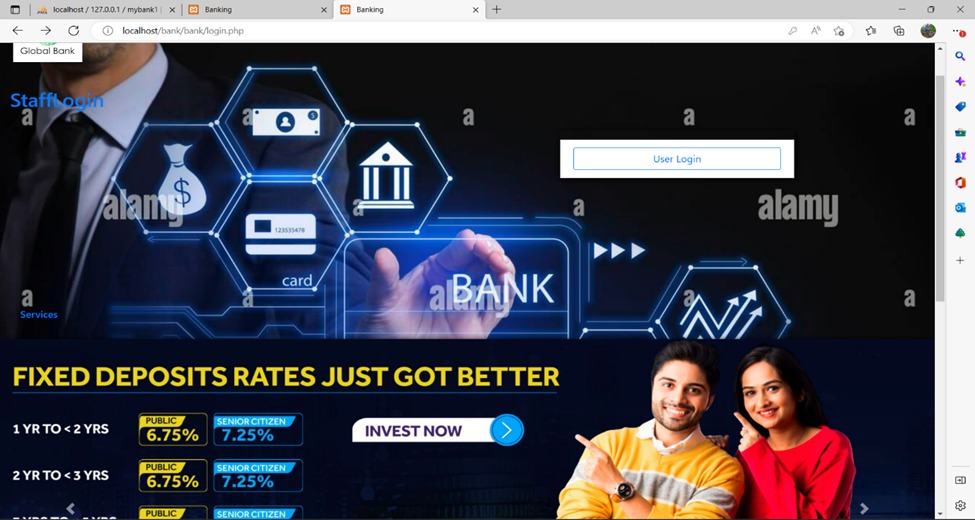 localhost / 127.0.0.1 / mybank1 |
Banking
Banking
localhost/bank/bank/login.php
Global Bank
StaffLogin
User Login
$
123535478
card
BANK
alamy
alamy
alamy
a
a
a
a
a
a
a
a
a
a
Services
FIXED DEPOSITS RATES JUST GOT BETTER
1 YR TO < 2 YRS
PUBLIC
6.75%
SENIOR CITIZEN
7.25%
INVEST NOW
2 YR TO < 3 YRS
PUBLIC
6.75%
SENIOR CITIZEN
7.25%
PUBLIC
SENIOR CITIZEN